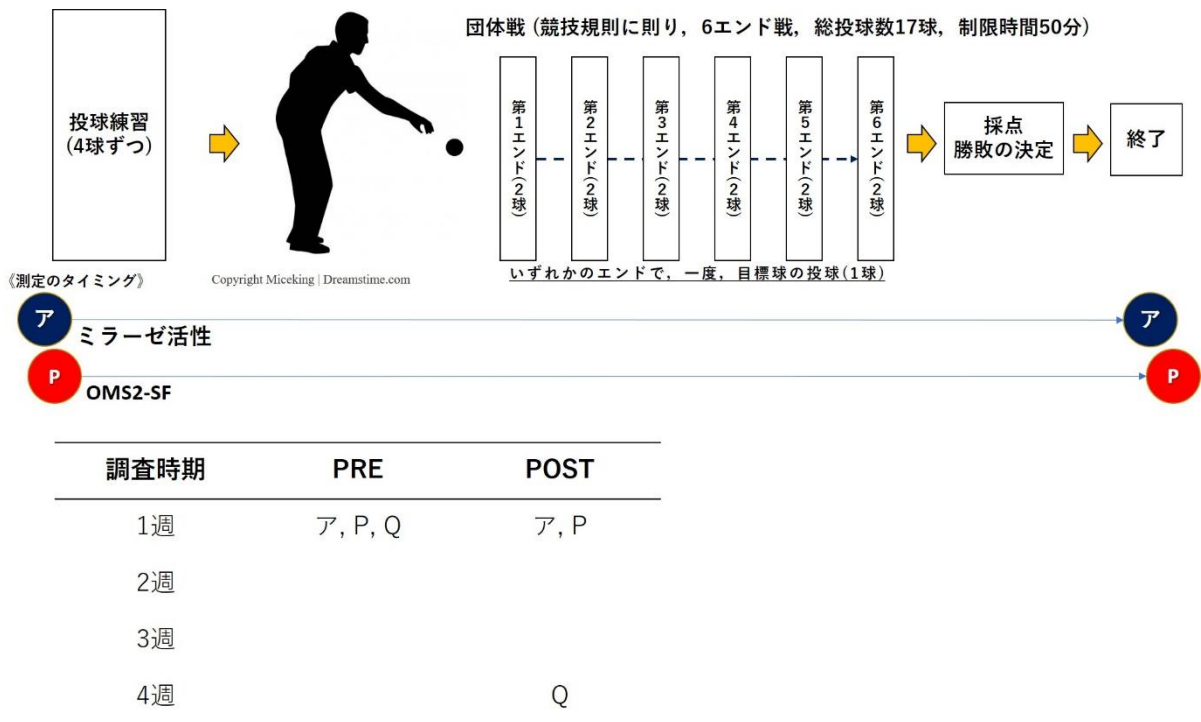 団体戦 (競技規則に則り, 6エンド戦, 総投球数17球, 制限時間50分)
投球練習
(4球ずつ)
第1エンド(2球)
第2エンド(2球)
第3エンド(2球)
第4エンド(2球)
第5エンド(2球)
第6エンド(2球)
採点
勝敗の決定
終了
いずれかのエンドで, 一度, 目標球の投球(1球)
《測定のタイミング》
Copyright Miceking | Dreamstime.com
ア
ミラーゼ活性
ア
P
OMS2-SF
P
調査時期 PRE POST
1週 ア, P, Q ア, P
2週
3週
4週 Q